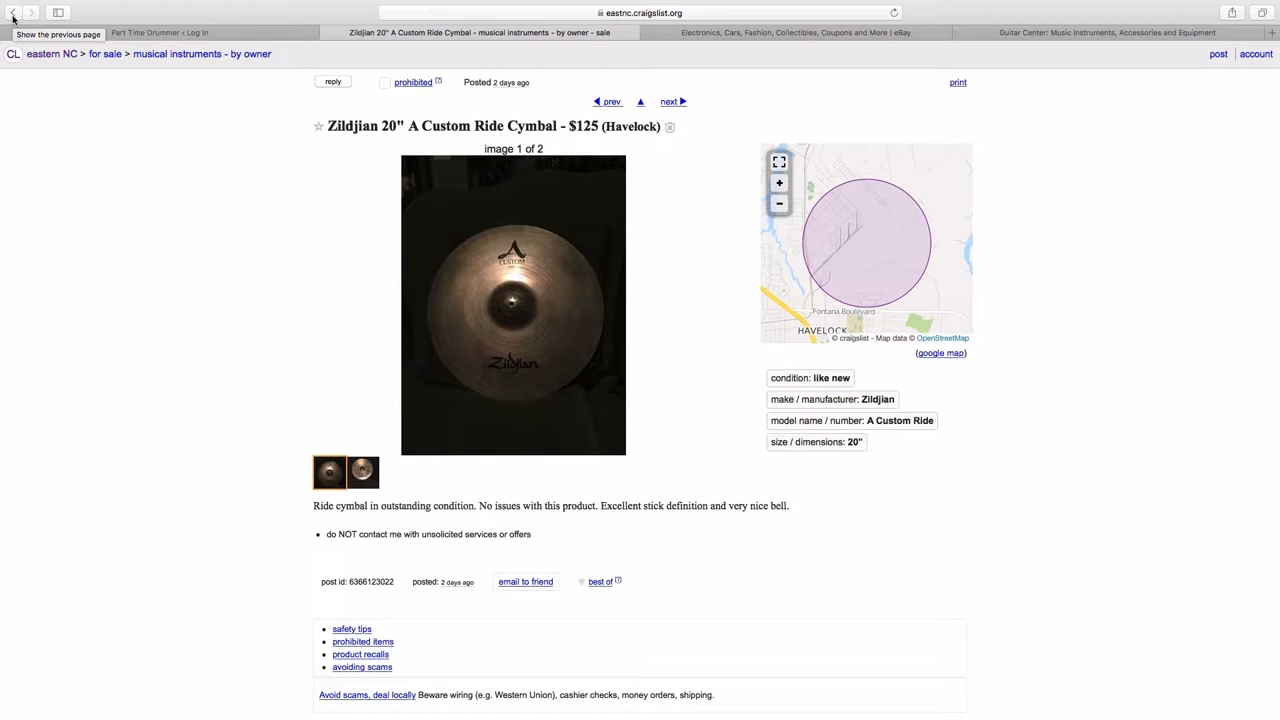 eastnc.craigslist.org
Show the previous page
Part Time Drummer › Log In
Zildjian 20" A Custom Ride Cymbal - musical instruments - by owner - sale
Electronics, Cars, Fashion, Collectibles, Coupons and More | eBay
Guitar Center: Music Instruments, Accessories and Equipment
CL eastern NC > for sale > musical instruments - by owner
post account
reply prohibited [?] Posted 2 days ago print
◀ prev ▲ next ▶
☆ Zildjian 20" A Custom Ride Cymbal - $125 (Havelock)
image 1 of 2
A
CUSTOM
Zildjian
+
−
Fontana Boulevard
HAVELOCK
© craigslist - Map data © OpenStreetMap
(google map)
condition: like new
make / manufacturer: Zildjian
model name / number: A Custom Ride
size / dimensions: 20"
Ride cymbal in outstanding condition. No issues with this product. Excellent stick definition and very nice bell.
• do NOT contact me with unsolicited services or offers
post id: 6366123022 posted: 2 days ago email to friend ♥ best of [?]
• safety tips
• prohibited items
• product recalls
• avoiding scams
Avoid scams, deal locally Beware wiring (e.g. Western Union), cashier checks, money orders, shipping.